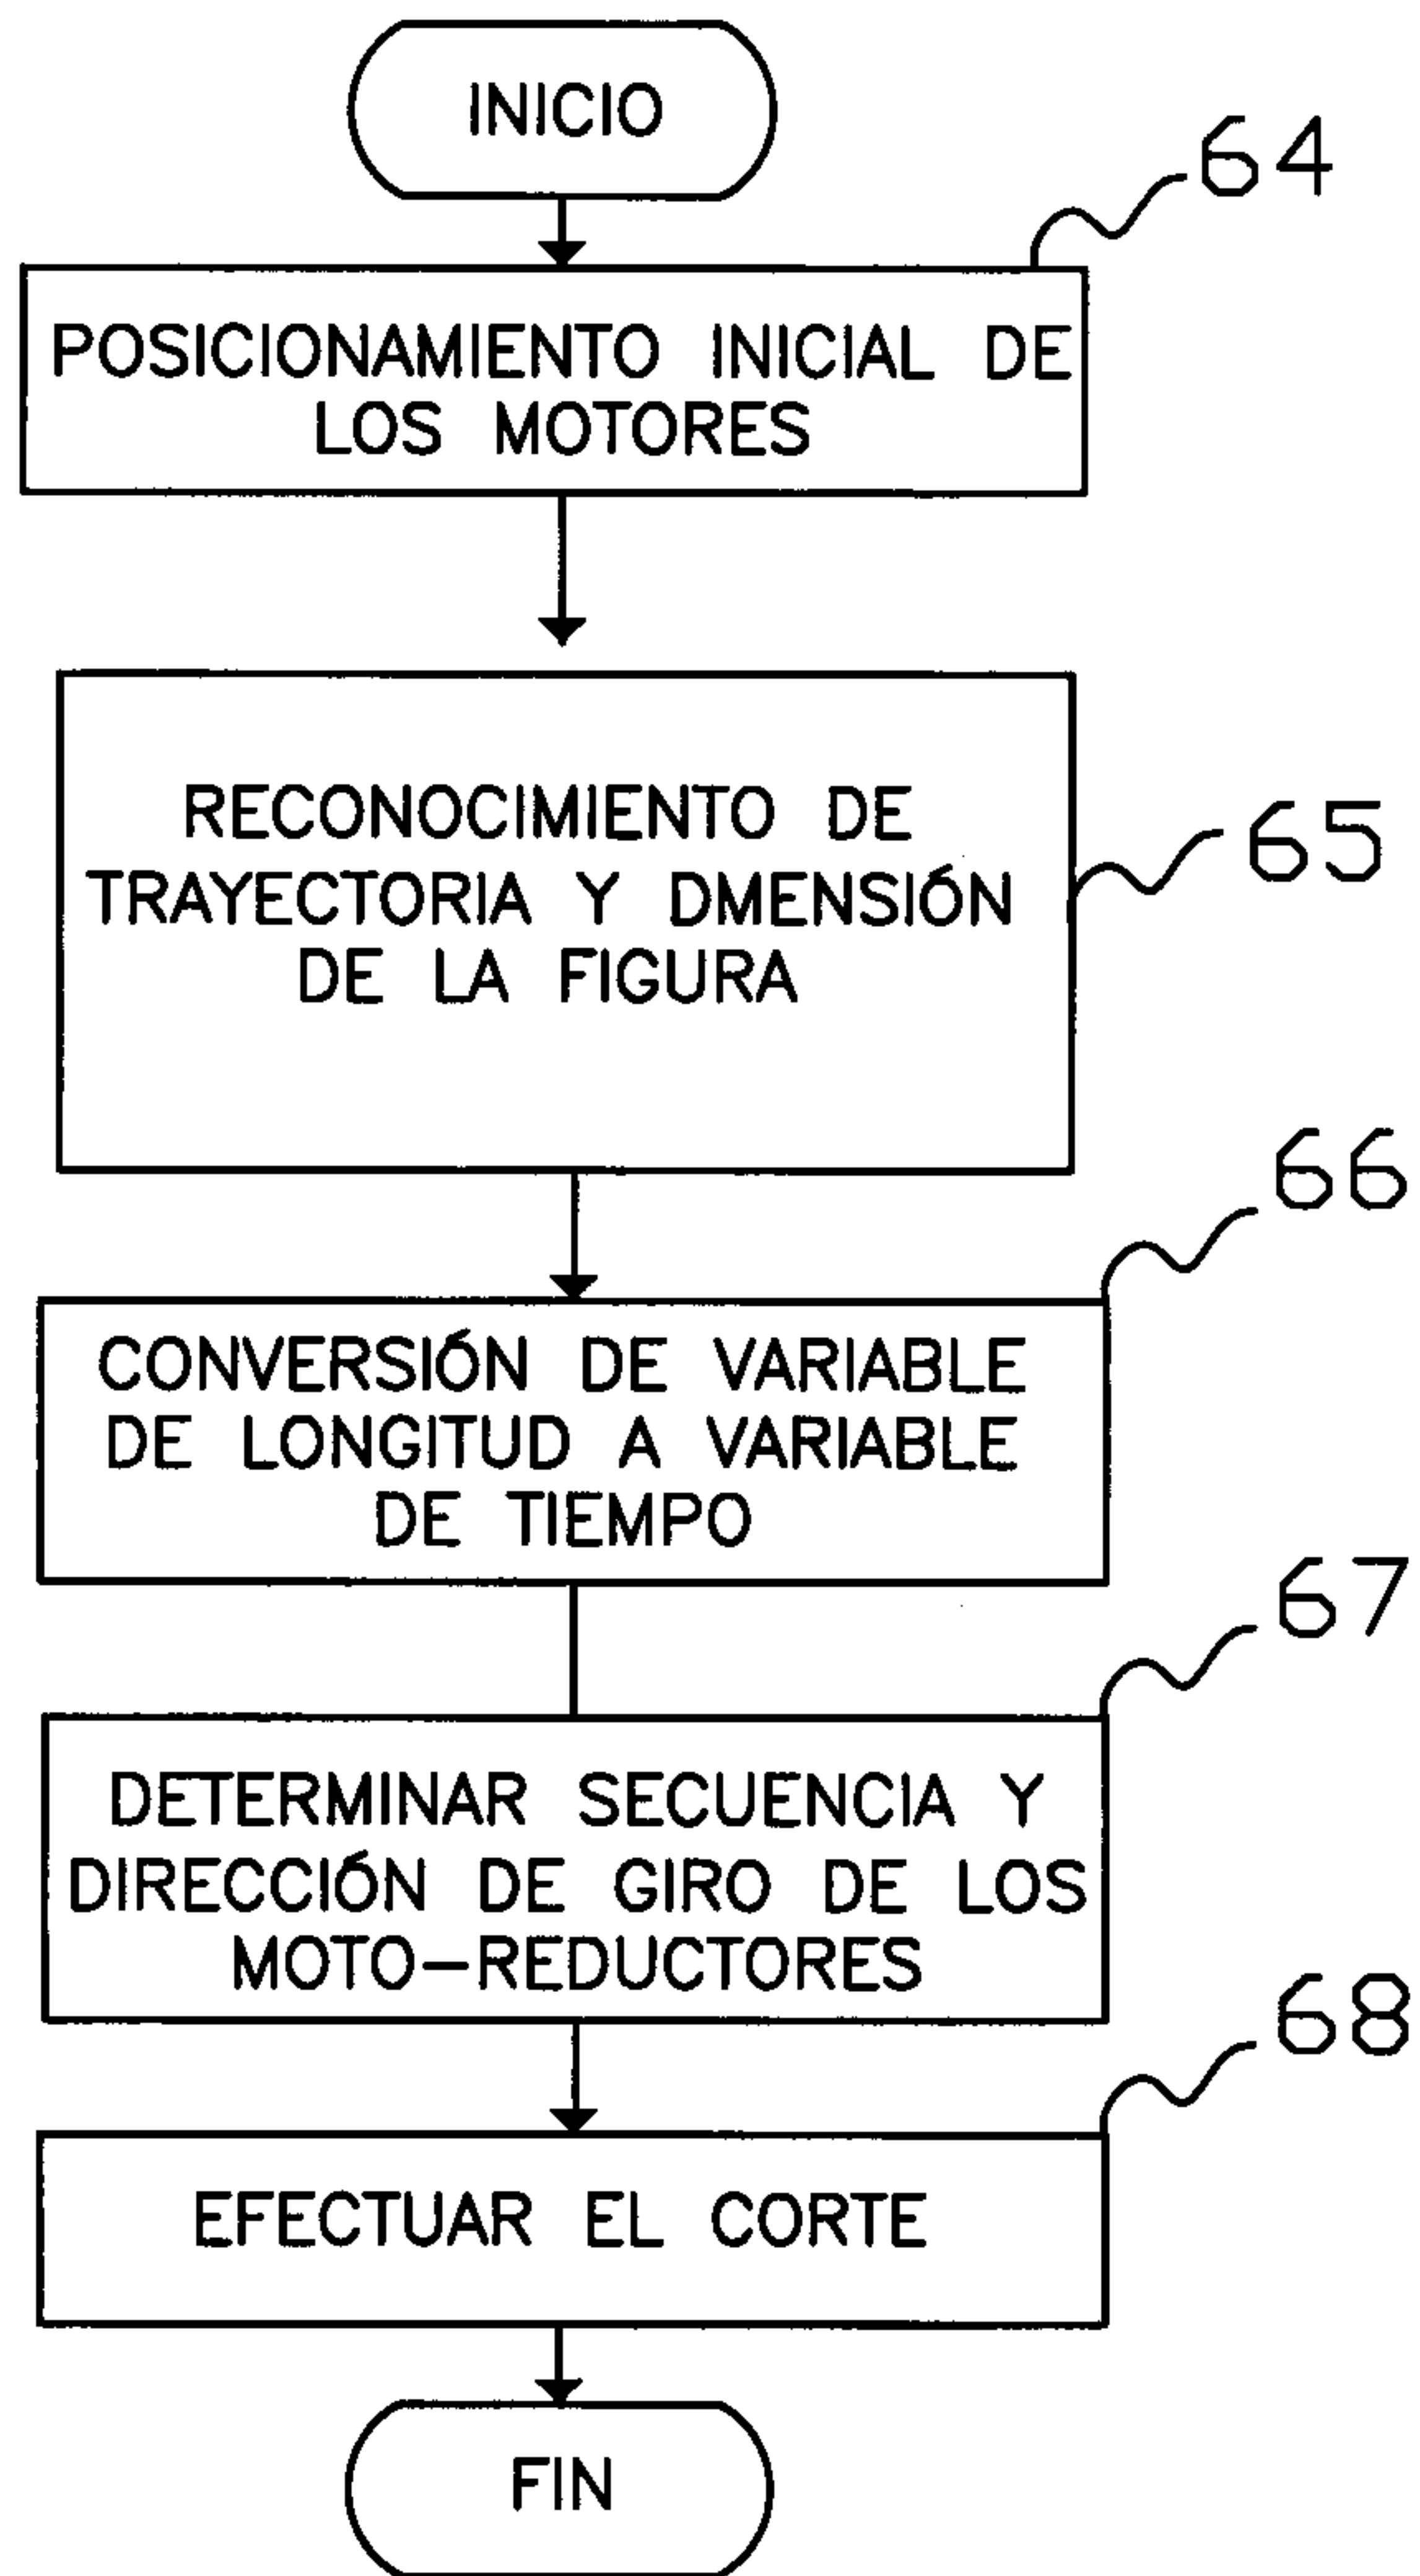 INICIO
64
POSICIONAMIENTO INICIAL DE
LOS MOTORES
RECONOCIMIENTO DE
TRAYECTORIA Y DMENSIÓN
DE LA FIGURA
65
66
CONVERSIÓN DE VARIABLE
DE LONGITUD A VARIABLE
DE TIEMPO
67
DETERMINAR SECUENCIA Y
DIRECCIÓN DE GIRO DE LOS
MOTO-REDUCTORES
68
EFECTUAR EL CORTE
FIN